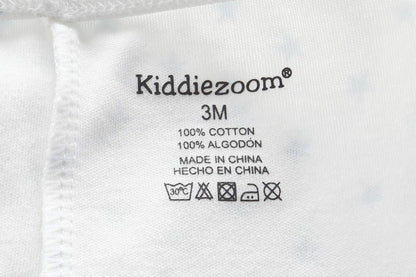 Kiddiezoom®
3M
100% COTTON
100% ALGODÓN
MADE IN CHINA
HECHO EN CHINA
30°C